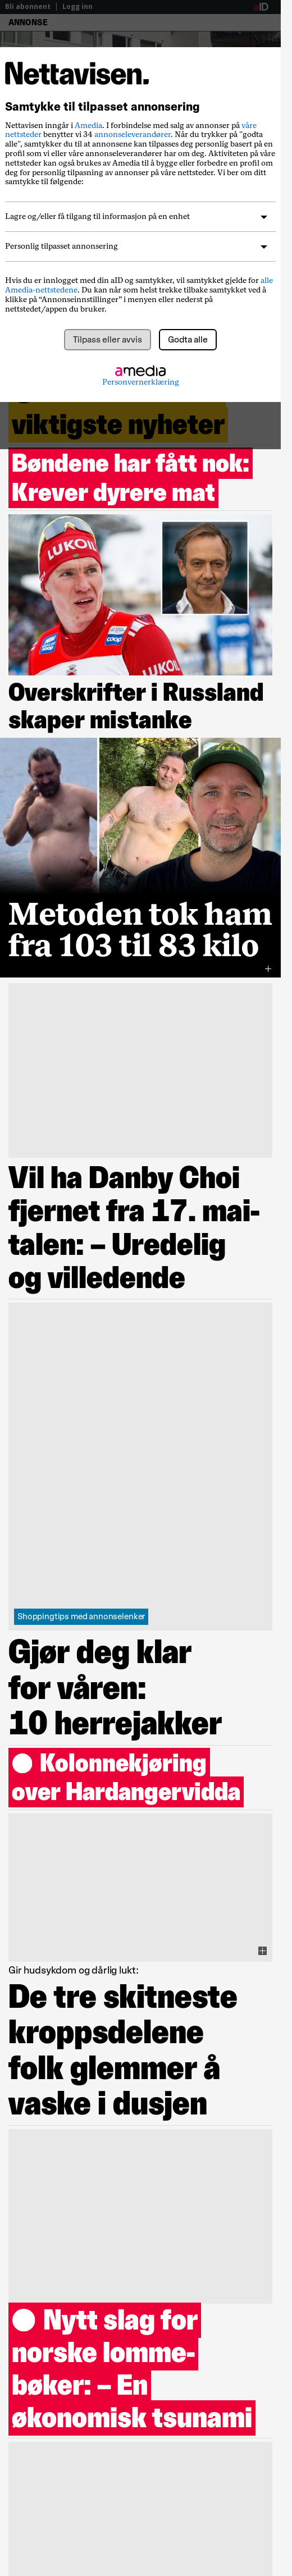 Bli abonnent | Logg inn
aID
ANNONSE
Nettavisen.
Samtykke til tilpasset annonsering
Nettavisen inngår i Amedia. I forbindelse med salg av annonser på våre
nettsteder benytter vi 34 annonseleverandører. Når du trykker på "godta
alle", samtykker du til at annonsene kan tilpasses deg personlig basert på en
profil som vi eller våre annonseleverandører har om deg. Aktiviteten på våre
nettsteder kan også brukes av Amedia til å bygge eller forbedre en profil om
deg for personlig tilpasning av annonser på våre nettsteder. Vi ber om ditt
samtykke til følgende:
Lagre og/eller få tilgang til informasjon på en enhet
Personlig tilpasset annonsering
Hvis du er innlogget med din aID og samtykker, vil samtykket gjelde for alle
Amedia-nettstedene. Du kan når som helst trekke tilbake samtykket ved å
klikke på “Annonseinnstillinger” i menyen eller nederst på
nettstedet/appen du bruker.
Tilpass eller avvis
Godta alle
amedia
Personvernerklæring
viktigste nyheter
Bøndene har fått nok:
Krever dyrere mat
LUKOIL
coop
LUKOIL
Overskrifter i Russland
skaper mistanke
Metoden tok ham
fra 103 til 83 kilo
Vil ha Danby Choi
fjernet fra 17. mai-
talen: – Uredelig
og villedende
Shoppingtips med annonselenker
Gjør deg klar
for våren:
10 herrejakker
Kolonnekjøring
over Hardangervidda
Gir hudsykdom og dårlig lukt:
De tre skitneste
kroppsdelene
folk glemmer å
vaske i dusjen
Nytt slag for
norske lomme-
bøker: – En
økonomisk tsunami